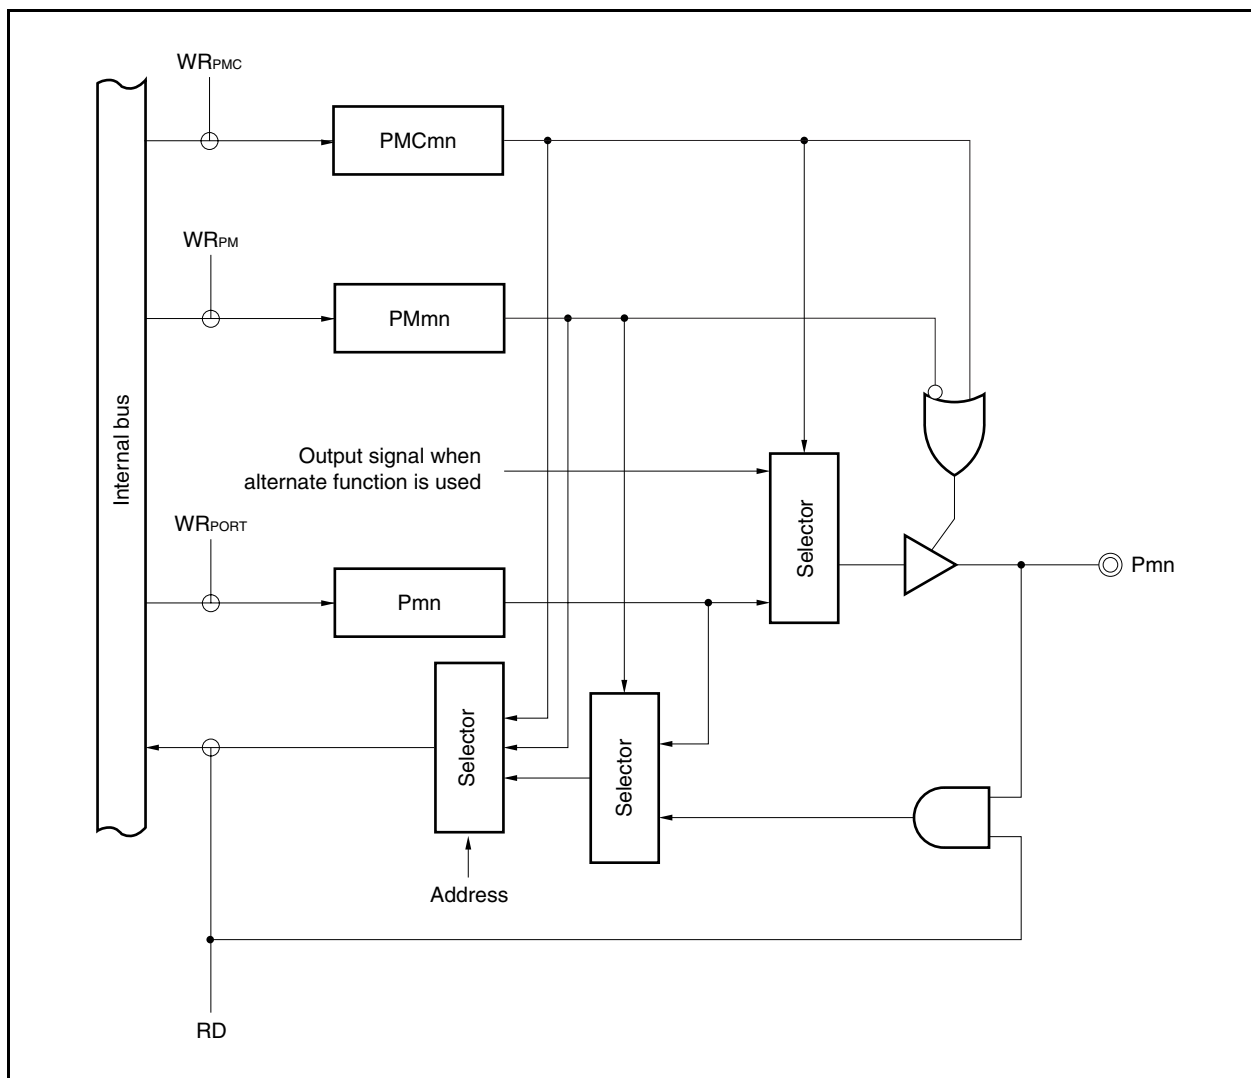 WRPMC
PMCmn
WRPM
PMmn
Internal bus
Output signal when
alternate function is used
Selector
WRPORT
Pmn
Pmn
Selector
Selector
Address
RD